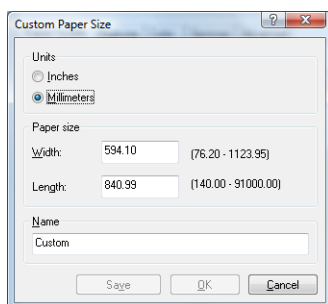 Custom Paper Size
Units
Inches
Millimeters
Paper size
Width: 594.10 (76.20 - 1123.95)
Length: 840.99 (140.00 - 91000.00)
Name
Custom
Save OK Cancel